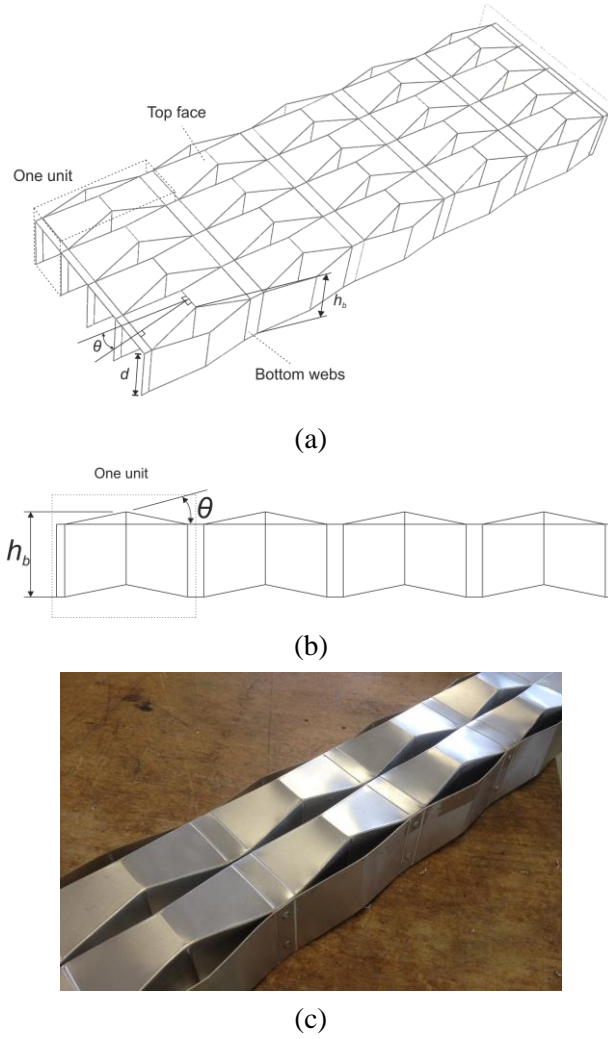 Top face
One unit
h_b
θ
d
Bottom webs
(a)
One unit
θ
h_b
(b)
(c)